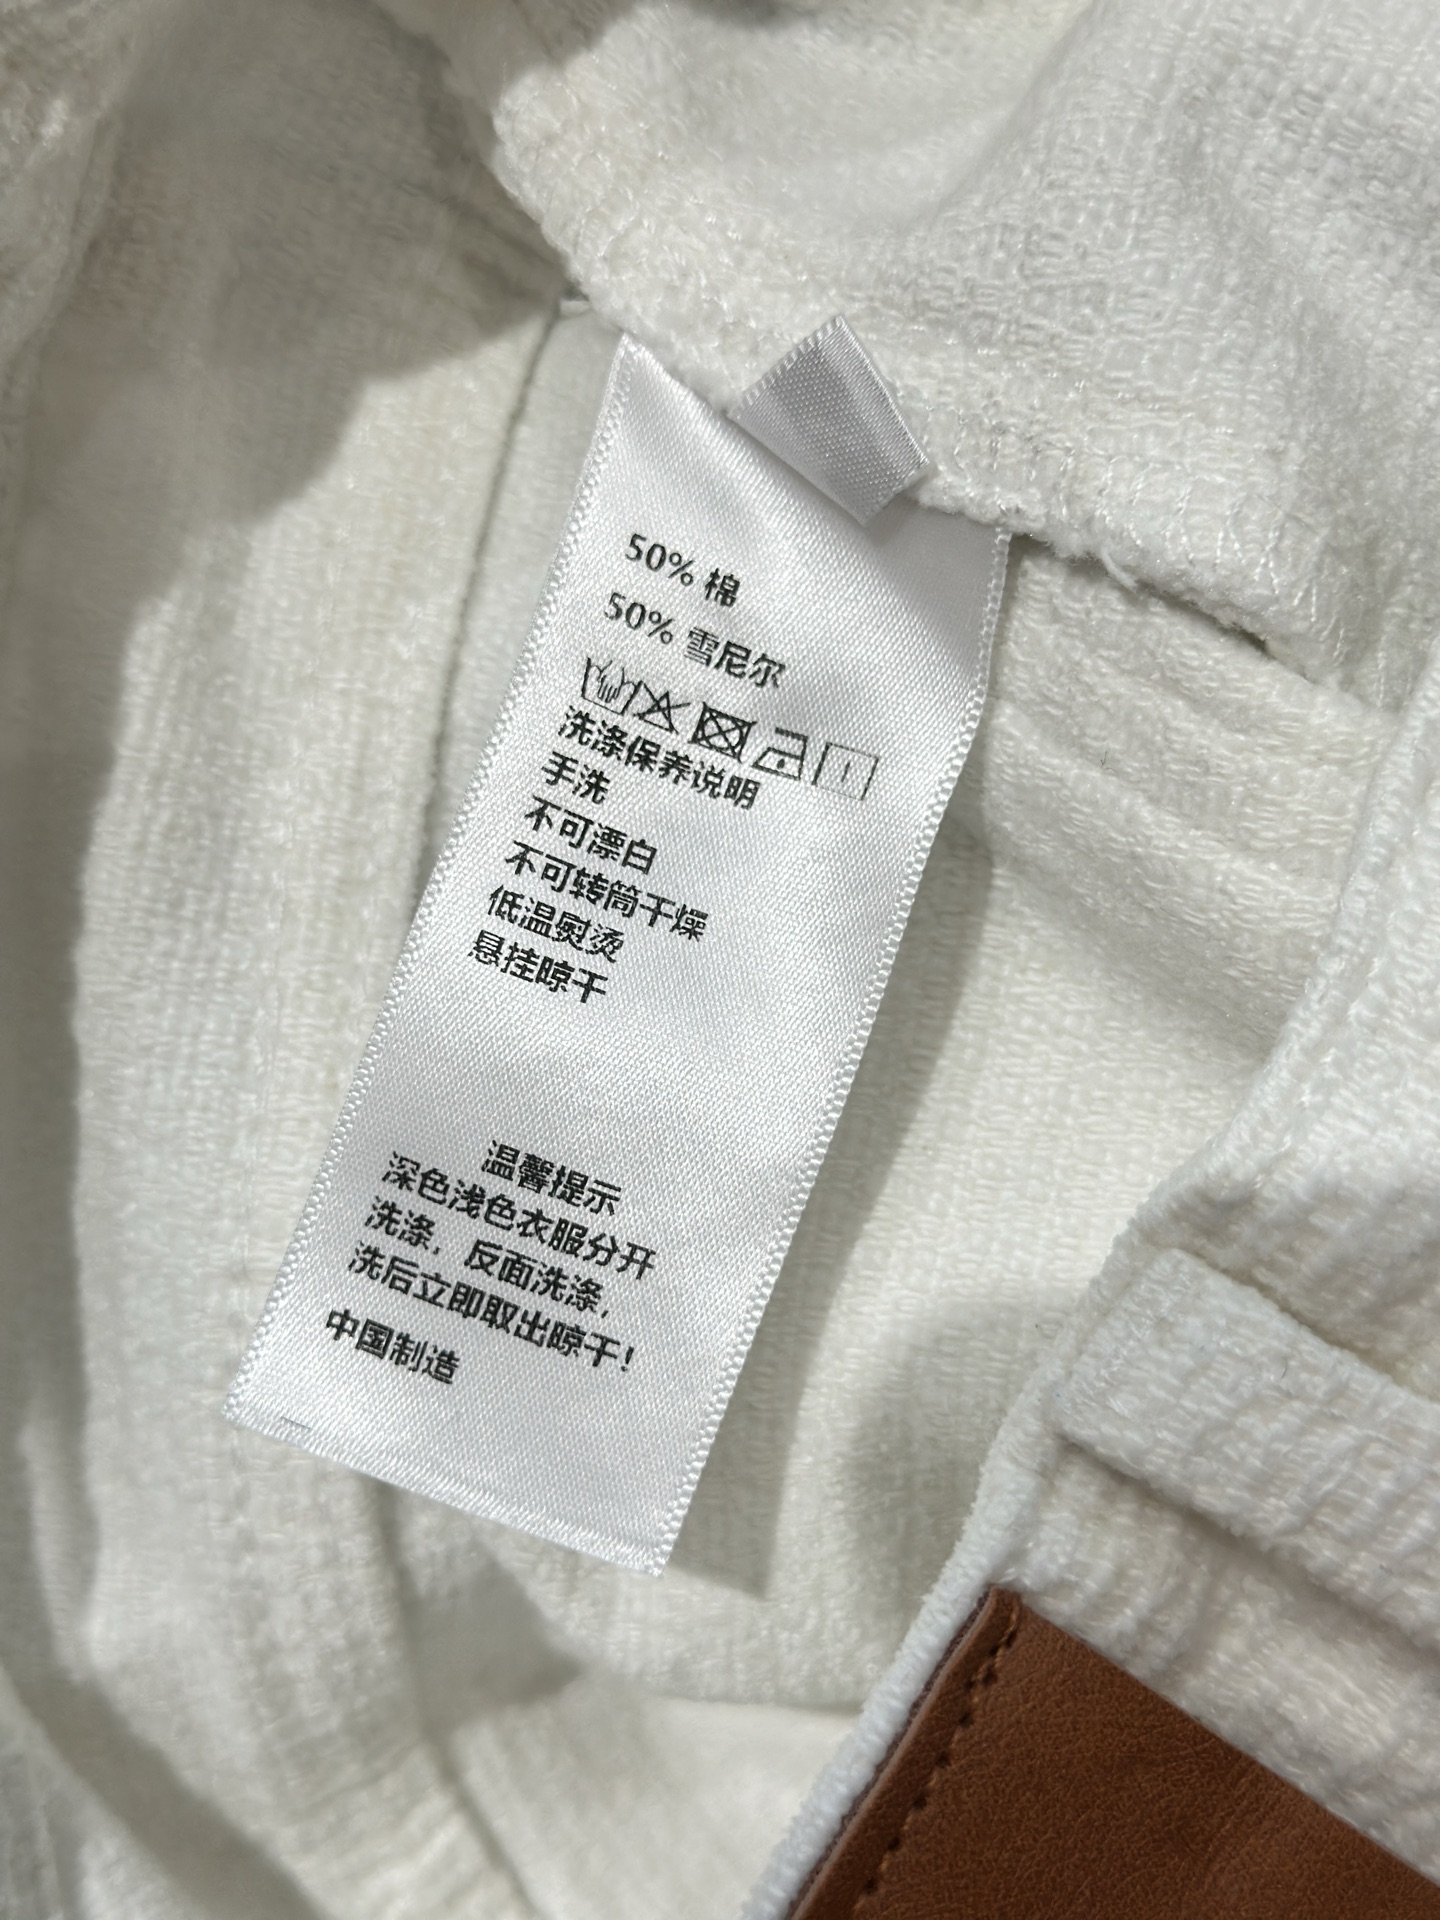 50% 棉
50% 雪尼尔
洗涤保养说明
手洗
不可漂白
不可转筒干燥
低温熨烫
悬挂晾干
温馨提示
深色浅色衣服分开
洗涤，反面洗涤，
洗后立即取出晾干！
中国制造